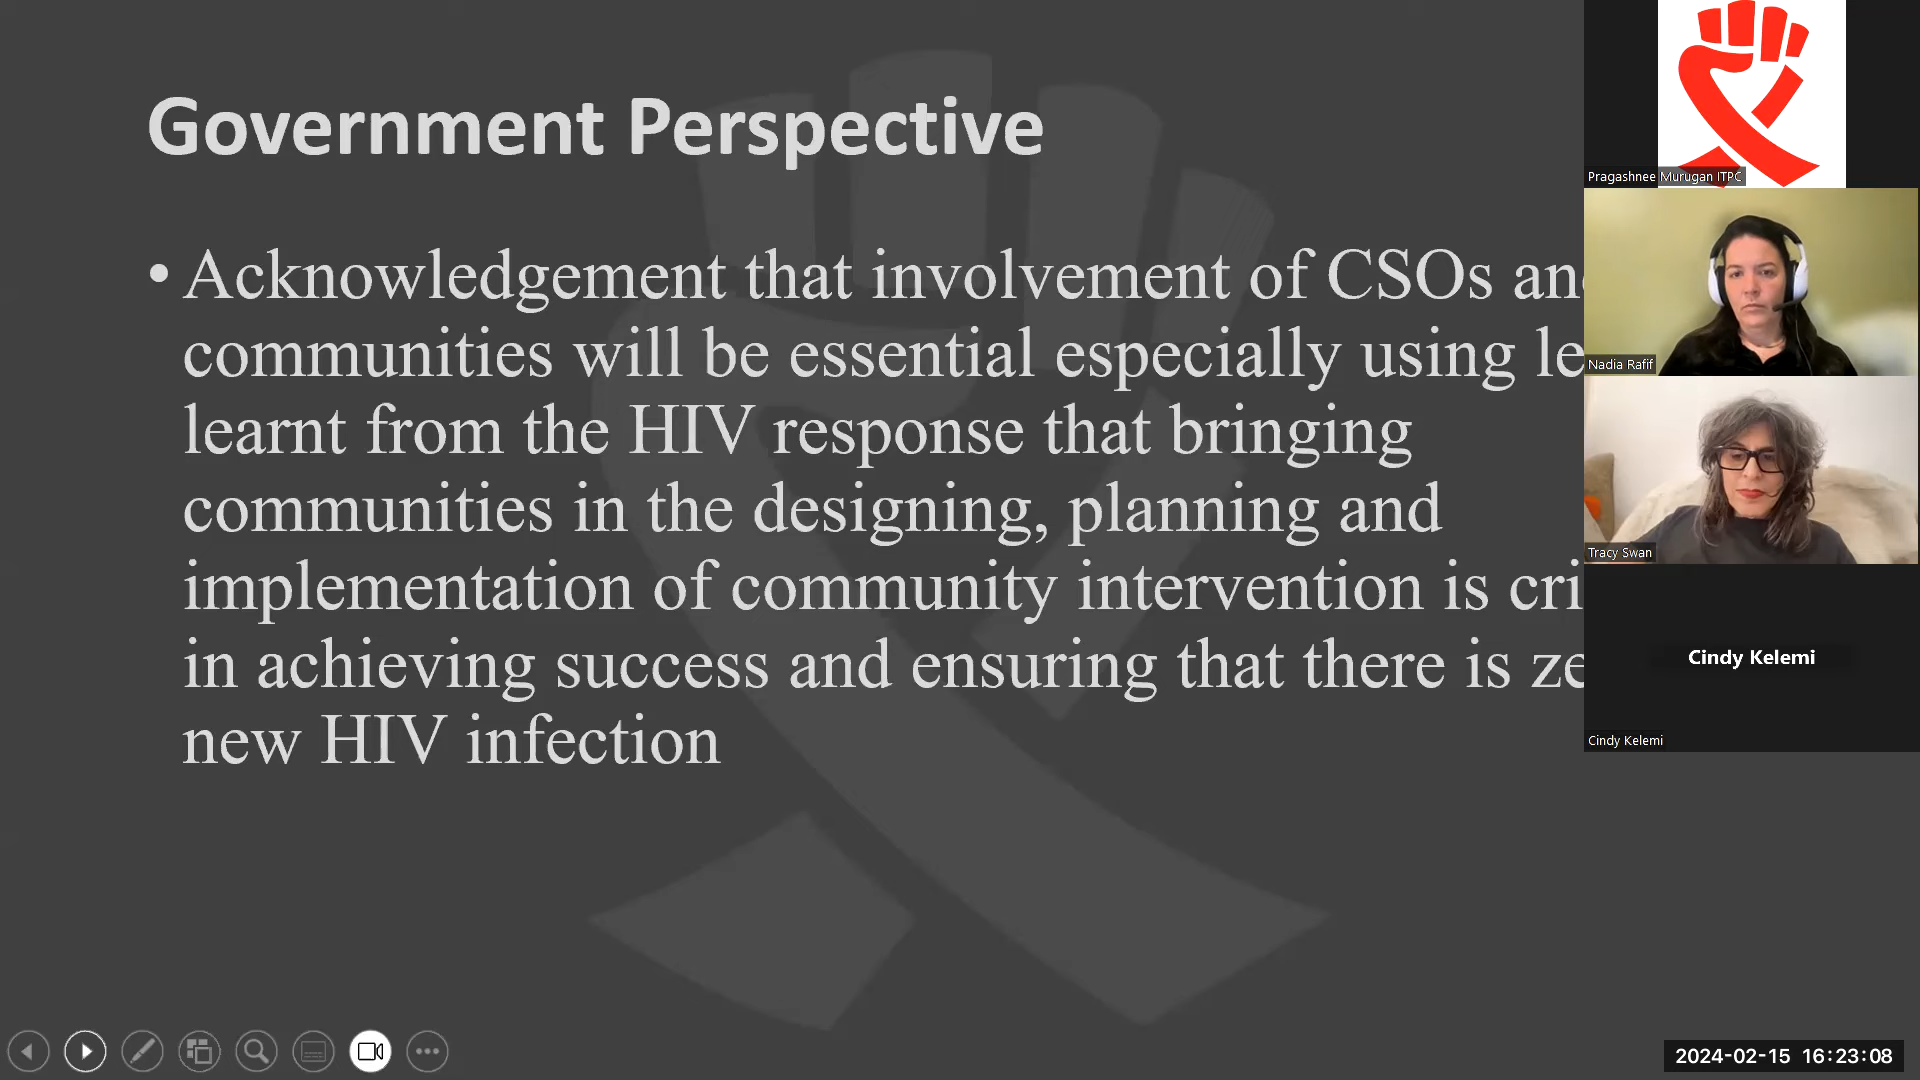 Government Perspective
• Acknowledgement that involvement of CSOs an
communities will be essential especially using le
learnt from the HIV response that bringing
communities in the designing, planning and
implementation of community intervention is cri
in achieving success and ensuring that there is ze
new HIV infection
Pragashnee Murugan ITPC
Nadia Rafif
Tracy Swan
Cindy Kelemi
Cindy Kelemi
2024-02-15 16:23:08